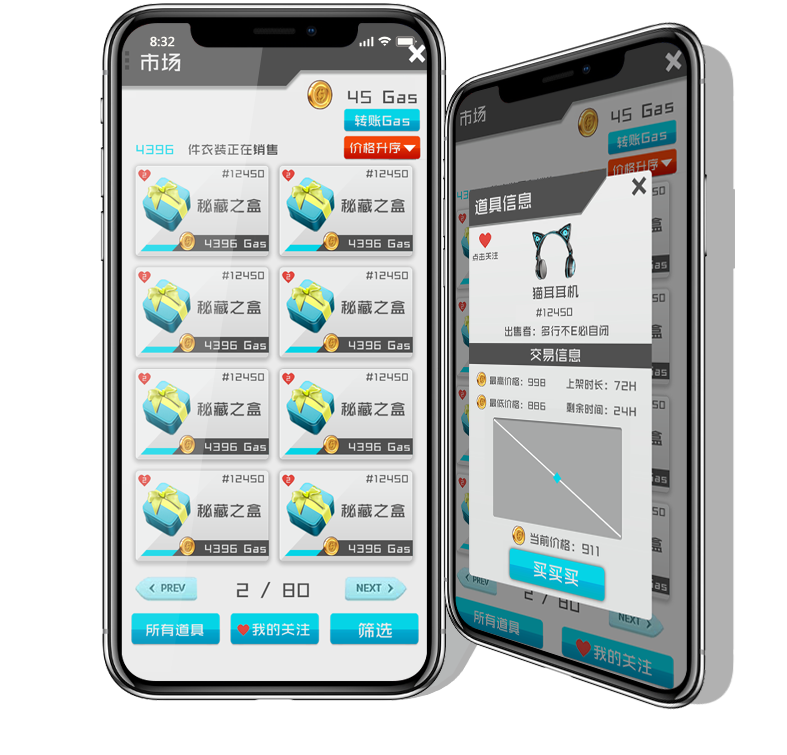 8:32
市场
45 Gas
转账Gas
4396 件衣装正在销售
价格升序
2 #12450 2 #12450
秘藏之盒 秘藏之盒
4396 Gas 4396 Gas
2 #12450 2 #12450
秘藏之盒 秘藏之盒
4396 Gas 4396 Gas
2 #12450 2 #12450
秘藏之盒 秘藏之盒
4396 Gas 4396 Gas
2 #12450 2 #12450
秘藏之盒 秘藏之盒
4396 Gas 4396 Gas
PREV 2 / 80 NEXT
所有道具 我的关注 筛选
市场
45 Gas
转账Gas
价格升序
道具信息
点击关注
猫耳耳机
#12450
出售者：多行不E必自闭
交易信息
最高价格：998 上架时长：72H
最低价格：886 剩余时间：24H
当前价格：911
买买买
PREV 2 / 80 NEXT
所有道具 我的关注